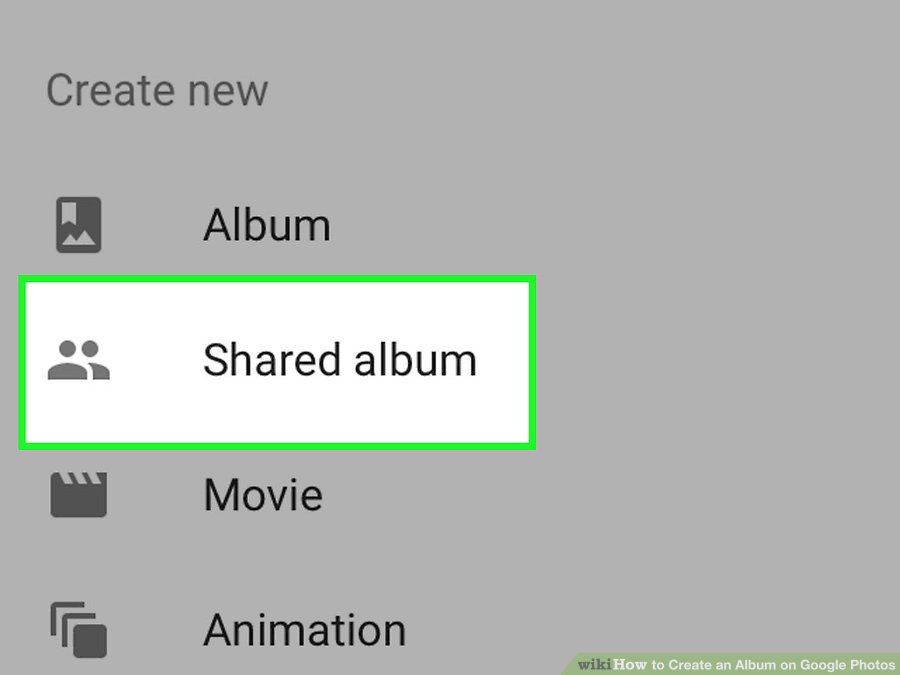 Create new
Album
Shared album
Movie
Animation
wikiHow to Create an Album on Google Photos